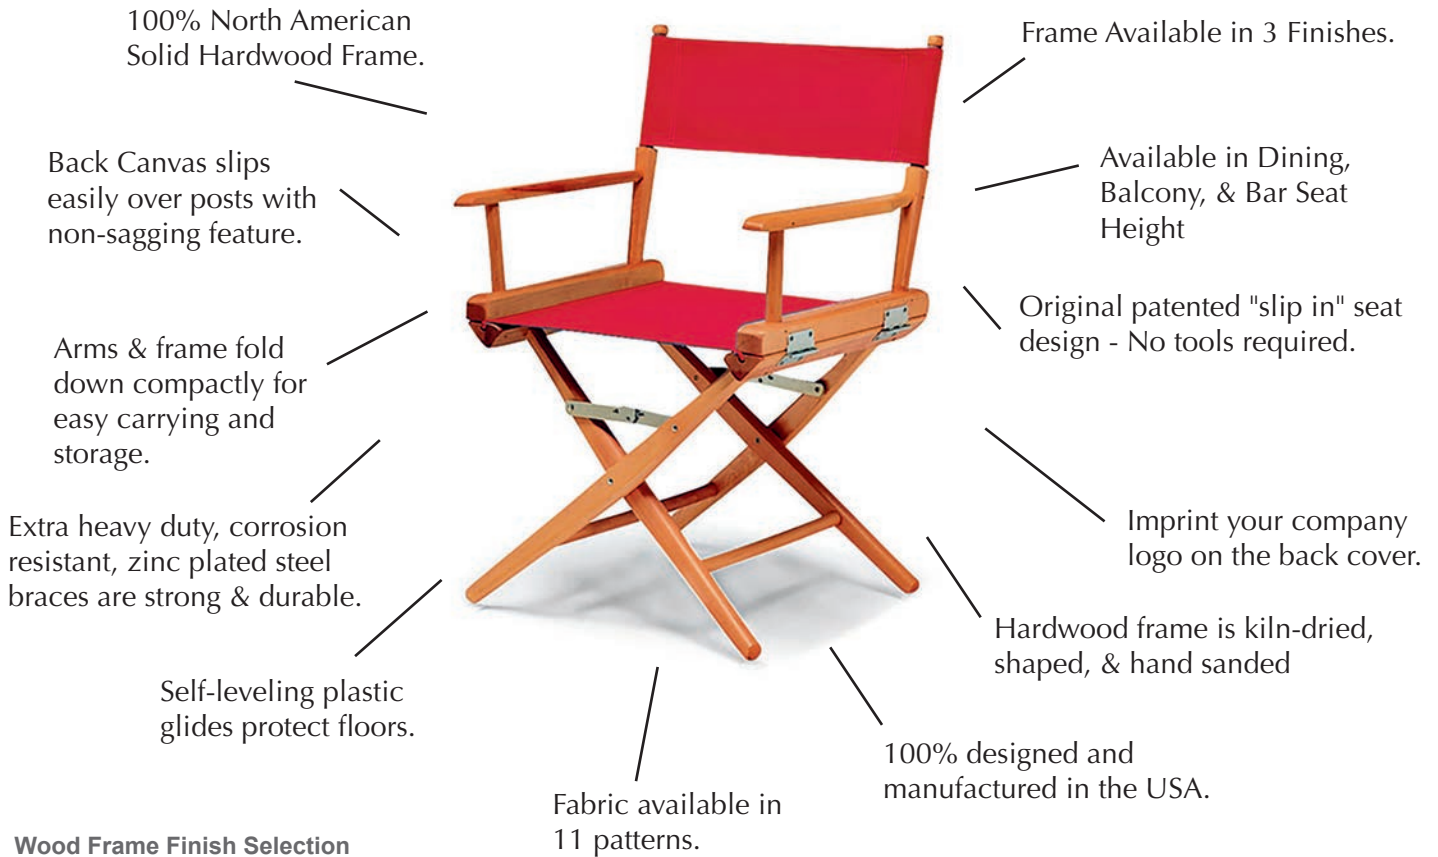 100% North American
Solid Hardwood Frame.
Frame Available in 3 Finishes.
Back Canvas slips
easily over posts with
non-sagging feature.
Available in Dining,
Balcony, & Bar Seat
Height
Original patented "slip in" seat
design - No tools required.
Arms & frame fold
down compactly for
easy carrying and
storage.
Imprint your company
logo on the back cover.
Extra heavy duty, corrosion
resistant, zinc plated steel
braces are strong & durable.
Hardwood frame is kiln-dried,
shaped, & hand sanded
Self-leveling plastic
glides protect floors.
100% designed and
manufactured in the USA.
Fabric available in
11 patterns.
Wood Frame Finish Selection